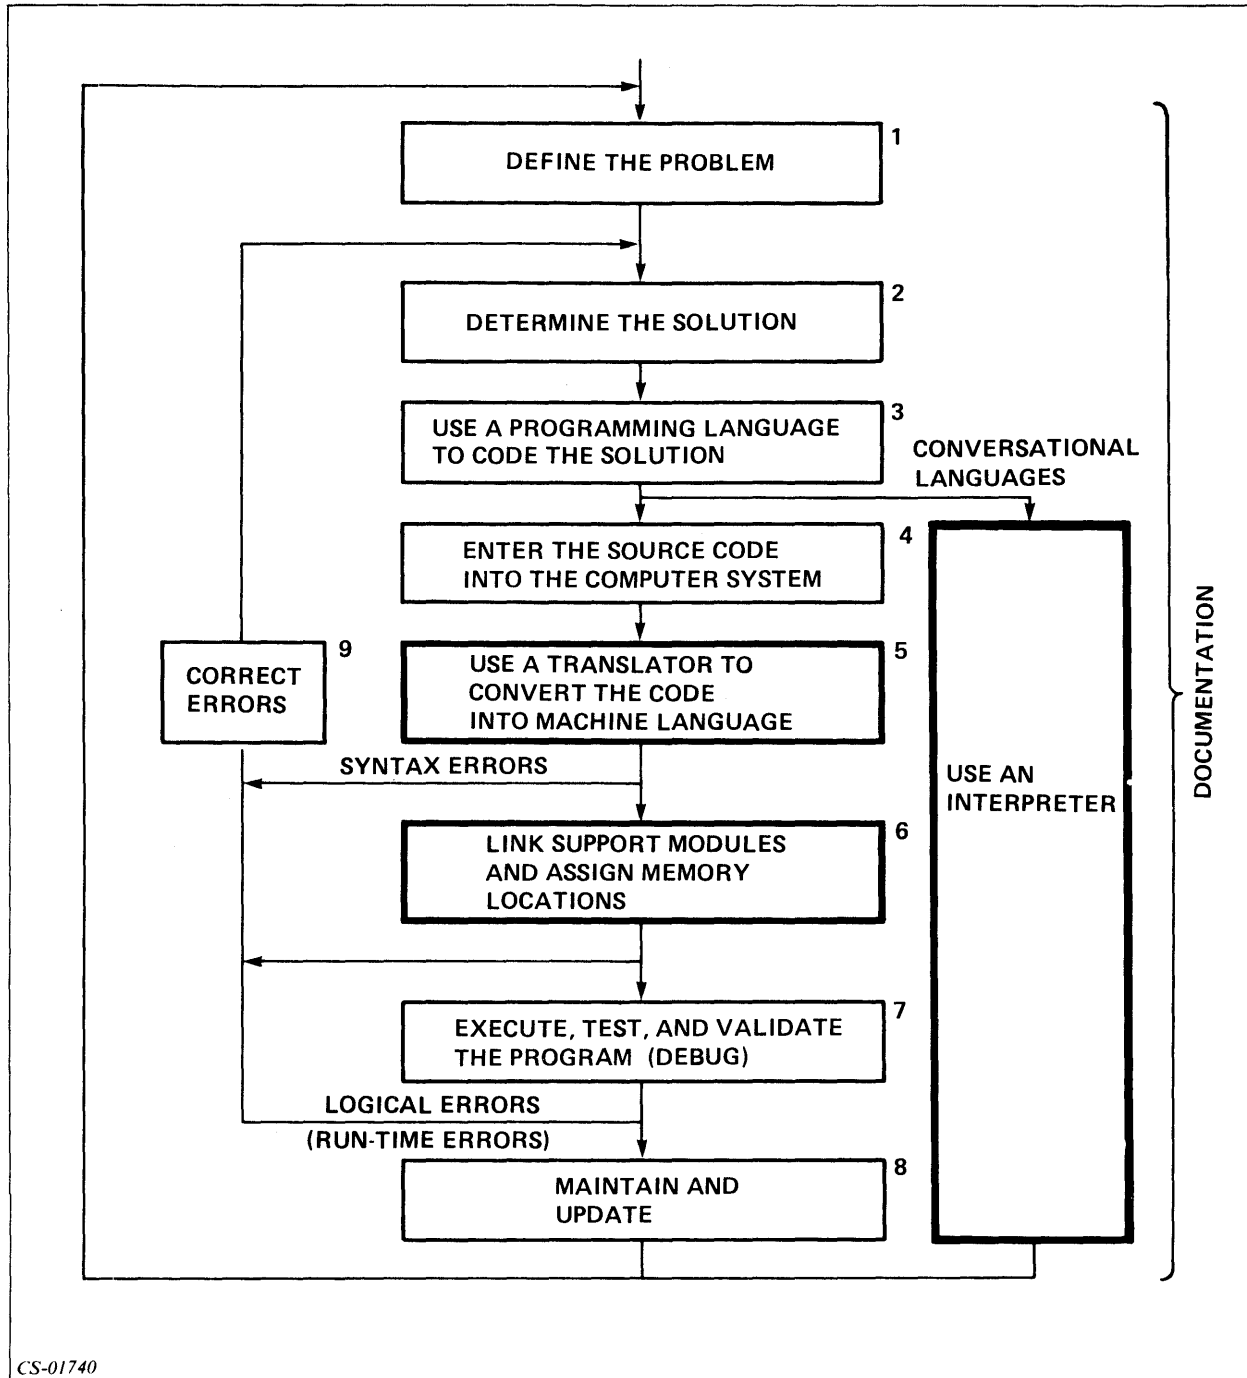 1
DEFINE THE PROBLEM
2
DETERMINE THE SOLUTION
3
USE A PROGRAMMING LANGUAGE
TO CODE THE SOLUTION
CONVERSATIONAL
LANGUAGES
4
ENTER THE SOURCE CODE
INTO THE COMPUTER SYSTEM
9
CORRECT
ERRORS
5
USE A TRANSLATOR TO
CONVERT THE CODE
INTO MACHINE LANGUAGE
SYNTAX ERRORS
USE AN
INTERPRETER
DOCUMENTATION
6
LINK SUPPORT MODULES
AND ASSIGN MEMORY
LOCATIONS
7
EXECUTE, TEST, AND VALIDATE
THE PROGRAM (DEBUG)
LOGICAL ERRORS
(RUN-TIME ERRORS)
8
MAINTAIN AND
UPDATE
CS-01740